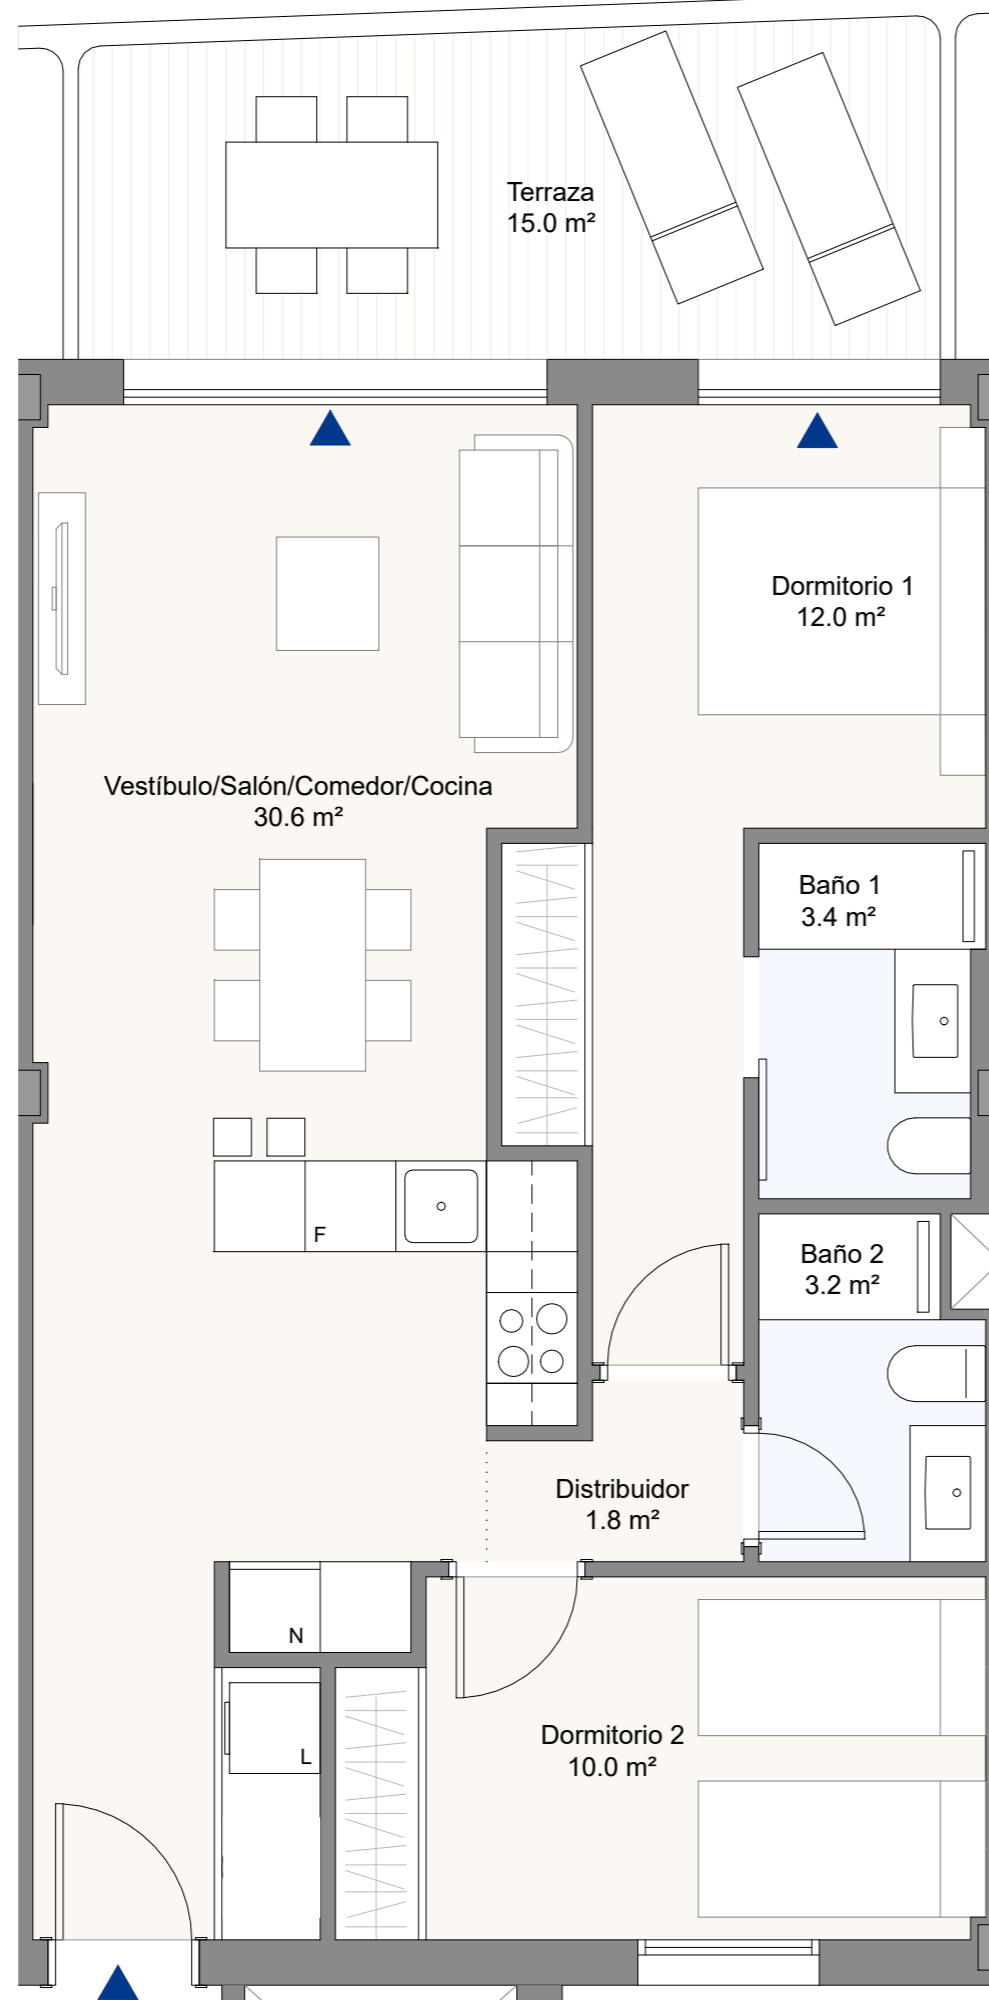 Terraza
15.0 m²
Dormitorio 1
12.0 m²
Vestíbulo/Salón/Comedor/Cocina
30.6 m²
Baño 1
3.4 m²
F
Baño 2
3.2 m²
Distribuidor
1.8 m²
N
L
Dormitorio 2
10.0 m²